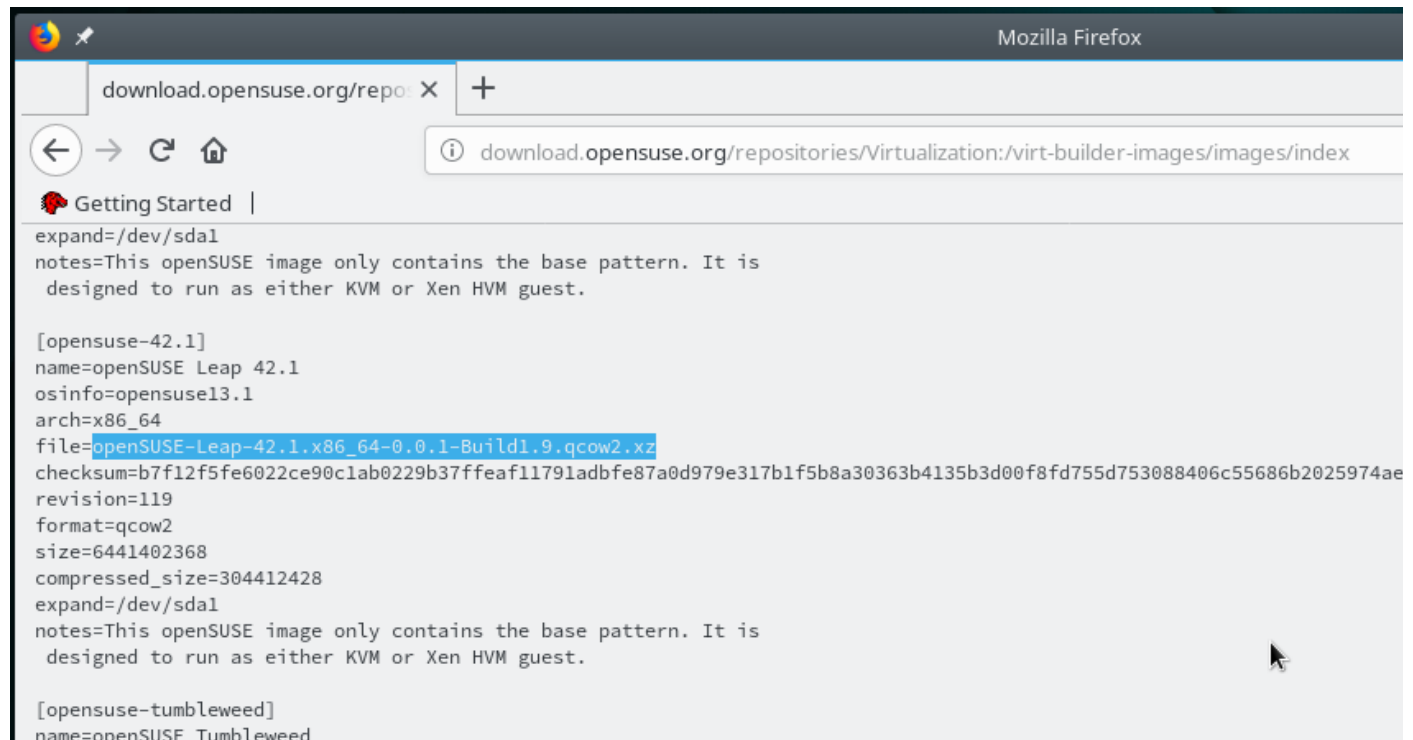 Mozilla Firefox
download.opensuse.org/repos
download.opensuse.org/repositories/Virtualization:/virt-builder-images/images/index
Getting Started
expand=/dev/sda1
notes=This openSUSE image only contains the base pattern. It is
designed to run as either KVM or Xen HVM guest.
[opensuse-42.1]
name=openSUSE Leap 42.1
osinfo=opensuse13.1
arch=x86_64
file=openSUSE-Leap-42.1.x86_64-0.0.1-Build1.9.qcow2.xz
checksum=b7f12f5fe6022ce90c1ab0229b37ffeaf11791adbfe87a0d979e317b1f5b8a30363b4135b3d00f8fd755d753088406c55686b2025974ae
revision=119
format=qcow2
size=6441402368
compressed_size=304412428
expand=/dev/sda1
notes=This openSUSE image only contains the base pattern. It is
designed to run as either KVM or Xen HVM guest.
[opensuse-tumbleweed]
name=openSUSE Tumbleweed